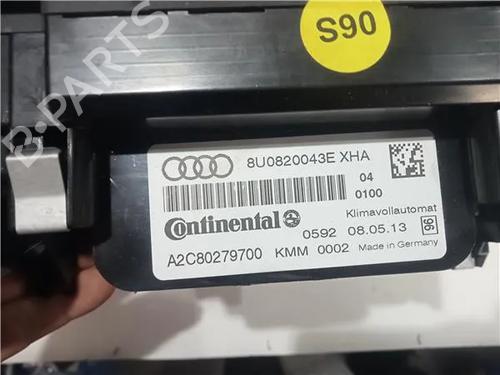 S90
B-PARTS
8U0820043E XHA
04
0100
Continental
Klimavollautomat
0592 08.05.13
96
A2C80279700 KMM 0002 Made in Germany